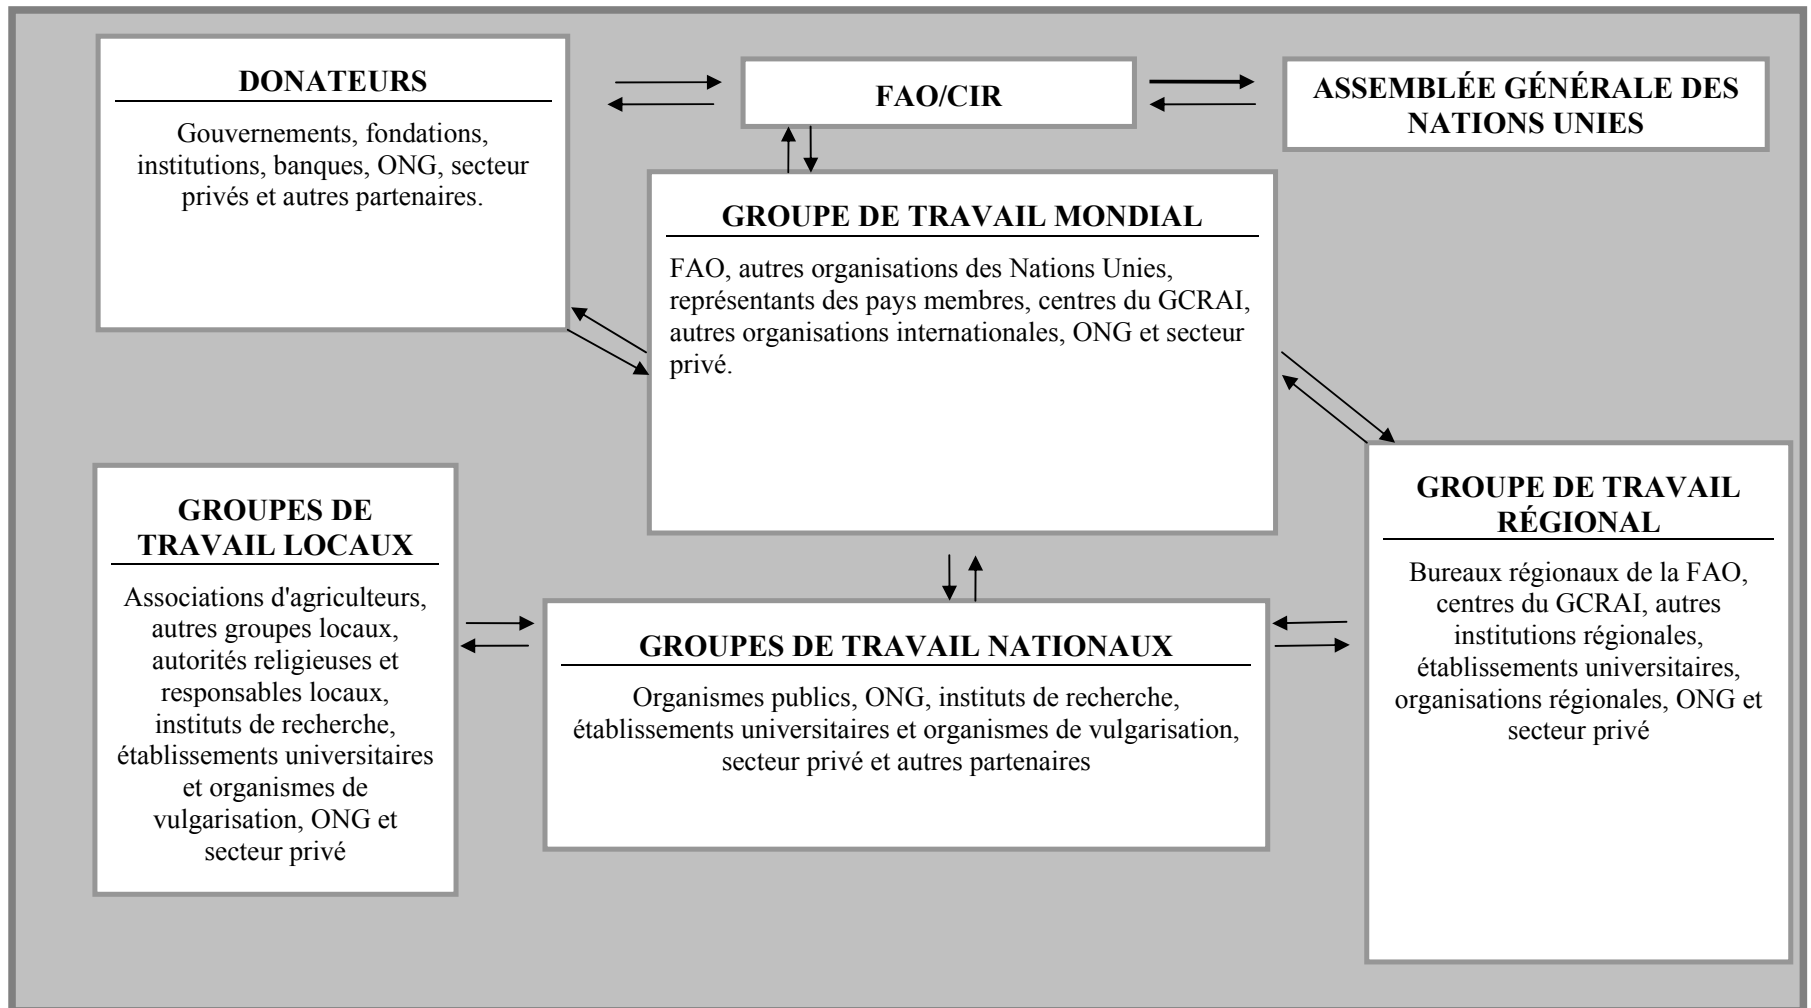 DONATEURS
Gouvernements, fondations,
institutions, banques, ONG, secteur
privés et autres partenaires.
FAO/CIR
ASSEMBLÉE GÉNÉRALE DES
NATIONS UNIES
GROUPE DE TRAVAIL MONDIAL
FAO, autres organisations des Nations Unies,
représentants des pays membres, centres du GCRAI,
autres organisations internationales, ONG et secteur
privé.
GROUPES DE
TRAVAIL LOCAUX
Associations d'agriculteurs,
autres groupes locaux,
autorités religieuses et
responsables locaux,
instituts de recherche,
établissements universitaires
et organismes de
vulgarisation, ONG et
secteur privé
GROUPES DE TRAVAIL NATIONAUX
Organismes publics, ONG, instituts de recherche,
établissements universitaires et organismes de vulgarisation,
secteur privé et autres partenaires
GROUPE DE TRAVAIL
RÉGIONAL
Bureaux régionaux de la FAO,
centres du GCRAI, autres
institutions régionales,
établissements universitaires,
organisations régionales, ONG et
secteur privé